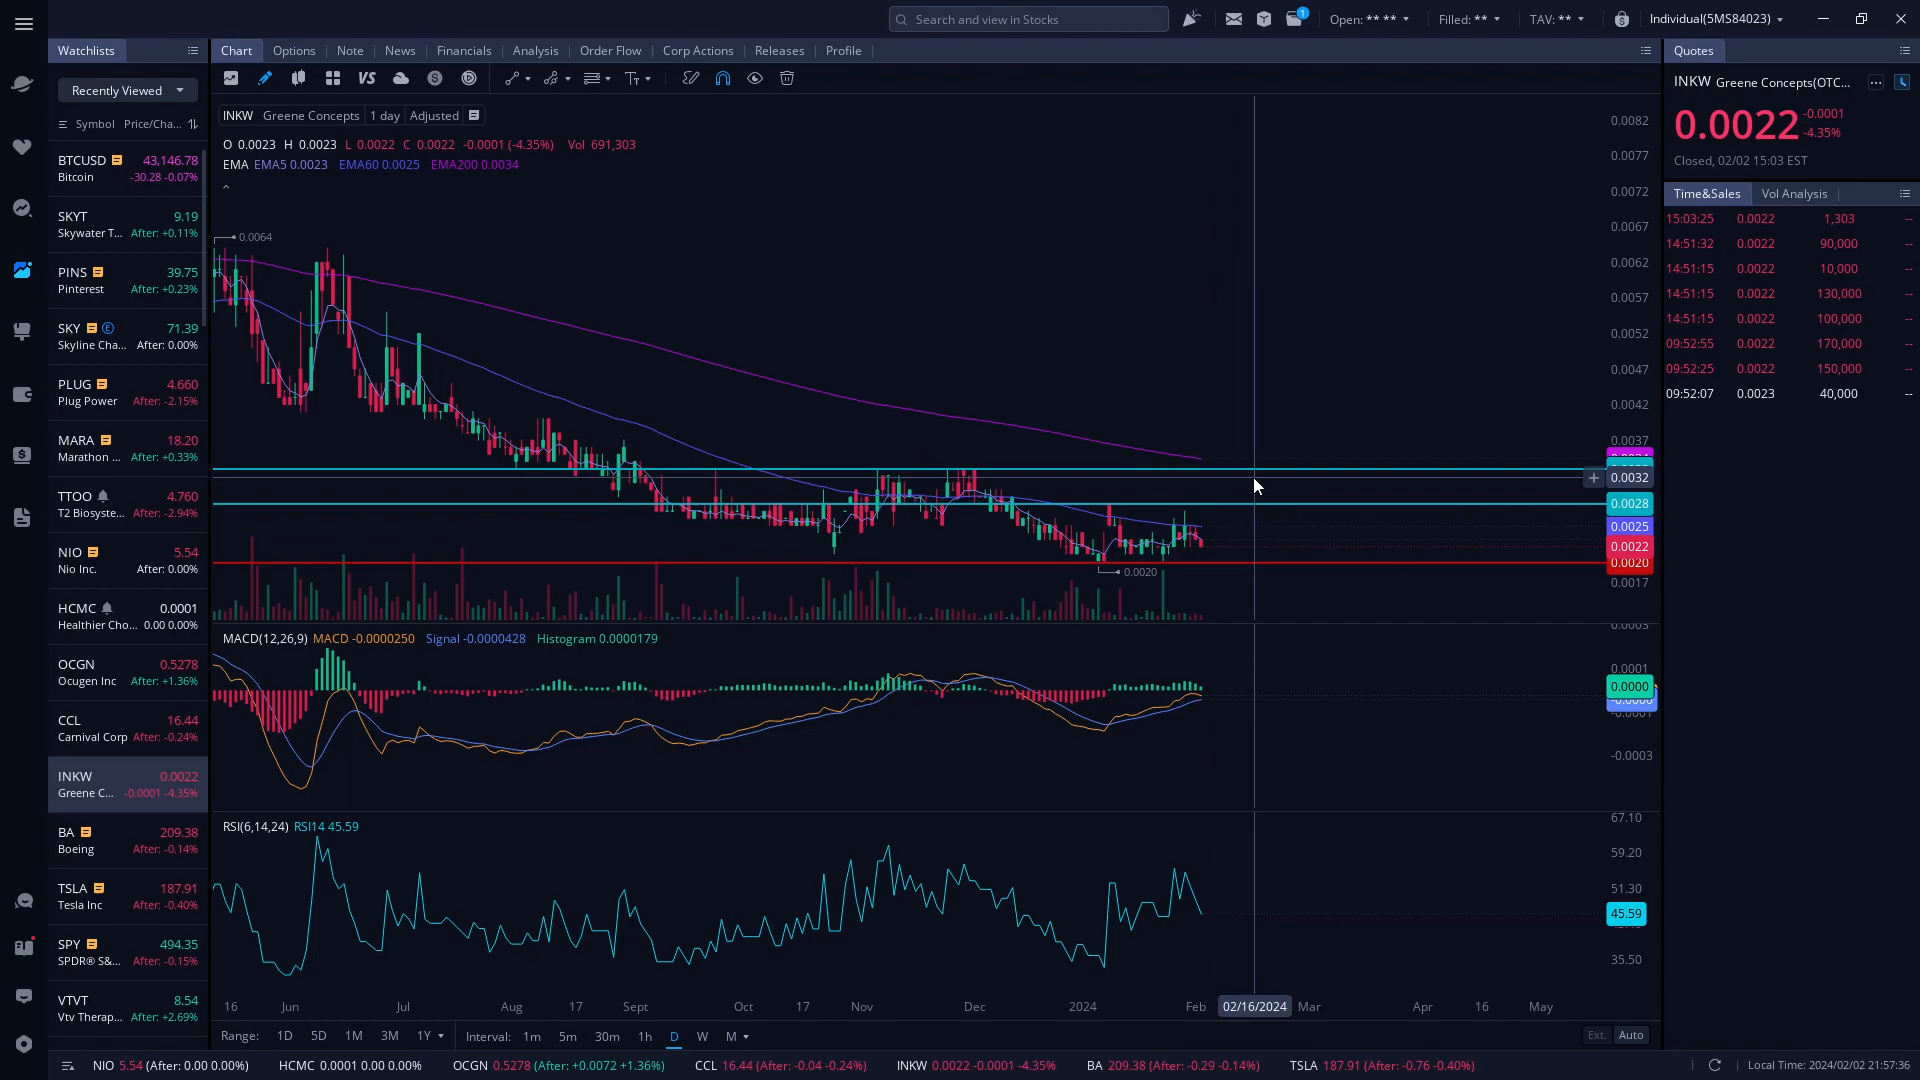 Search and view in Stocks
1
Open: ** **
Filled: ** **
TAV: ** **
Individual(5MS84023)
Watchlists
Chart
Options
Note
News
Financials
Analysis
Order Flow
Corp Actions
Releases
Profile
Quotes
Recently Viewed
VS
INKW Greene Concepts(OTC...
0.0022
-0.0001
-4.35%
Closed, 02/02 15:03 EST
Symbol Price/Cha...
INKW Greene Concepts 1 day Adjusted
O 0.0023 H 0.0023 L 0.0022 C 0.0022 -0.0001 (-4.35%) Vol 691,303
EMA EMA5 0.0023 EMA60 0.0025 EMA200 0.0034
BTCUSD 43,146.78
Bitcoin -30.28 -0.07%
SKYT 9.19
Skywater T... After: +0.11%
PINS 39.75
Pinterest After: +0.23%
SKY E 71.39
Skyline Cha... After: 0.00%
PLUG 4.660
Plug Power After: -2.15%
MARA 18.20
Marathon ... After: +0.33%
TTOO 4.760
T2 Biosyste... After: -2.94%
NIO 5.54
Nio Inc. After: 0.00%
HCMC 0.0001
Healthier Cho... 0.00 0.00%
OCGN 0.5278
Ocugen Inc After: +1.36%
CCL 16.44
Carnival Corp After: -0.24%
INKW 0.0022
Greene C... -0.0001 -4.35%
BA 209.38
Boeing After: -0.14%
TSLA 187.91
Tesla Inc After: -0.40%
SPY 494.35
SPDR® S&... After: -0.15%
VTVT 8.54
Vtv Therap... After: +2.69%
0.0064
0.0020
0.0082
0.0077
0.0072
0.0067
0.0062
0.0057
0.0052
0.0047
0.0042
0.0037
0.0032
0.0028
0.0025
0.0022
0.0020
0.0017
MACD(12,26,9) MACD -0.0000250 Signal -0.0000428 Histogram 0.0000179
0.0003
0.0001
0.0000
-0.0001
-0.0003
RSI(6,14,24) RSI14 45.59
67.10
59.20
51.30
45.59
35.50
16 Jun Jul Aug 17 Sept Oct 17 Nov Dec 2024 Feb 02/16/2024 Mar Apr 16 May
Range: 1D 5D 1M 3M 1Y Interval: 1m 5m 30m 1h D W M
Ext. Auto
Time&Sales Vol Analysis
15:03:25 0.0022 1,303 --
14:51:32 0.0022 90,000 --
14:51:15 0.0022 10,000 --
14:51:15 0.0022 130,000 --
14:51:15 0.0022 100,000 --
09:52:55 0.0022 170,000 --
09:52:25 0.0022 150,000 --
09:52:07 0.0023 40,000 --
NIO 5.54 (After: 0.00 0.00%) HCMC 0.0001 0.00 0.00% OCGN 0.5278 (After: +0.0072 +1.36%) CCL 16.44 (After: -0.04 -0.24%) INKW 0.0022 -0.0001 -4.35% BA 209.38 (After: -0.29 -0.14%) TSLA 187.91 (After: -0.76 -0.40%)
Local Time: 2024/02/02 21:57:36